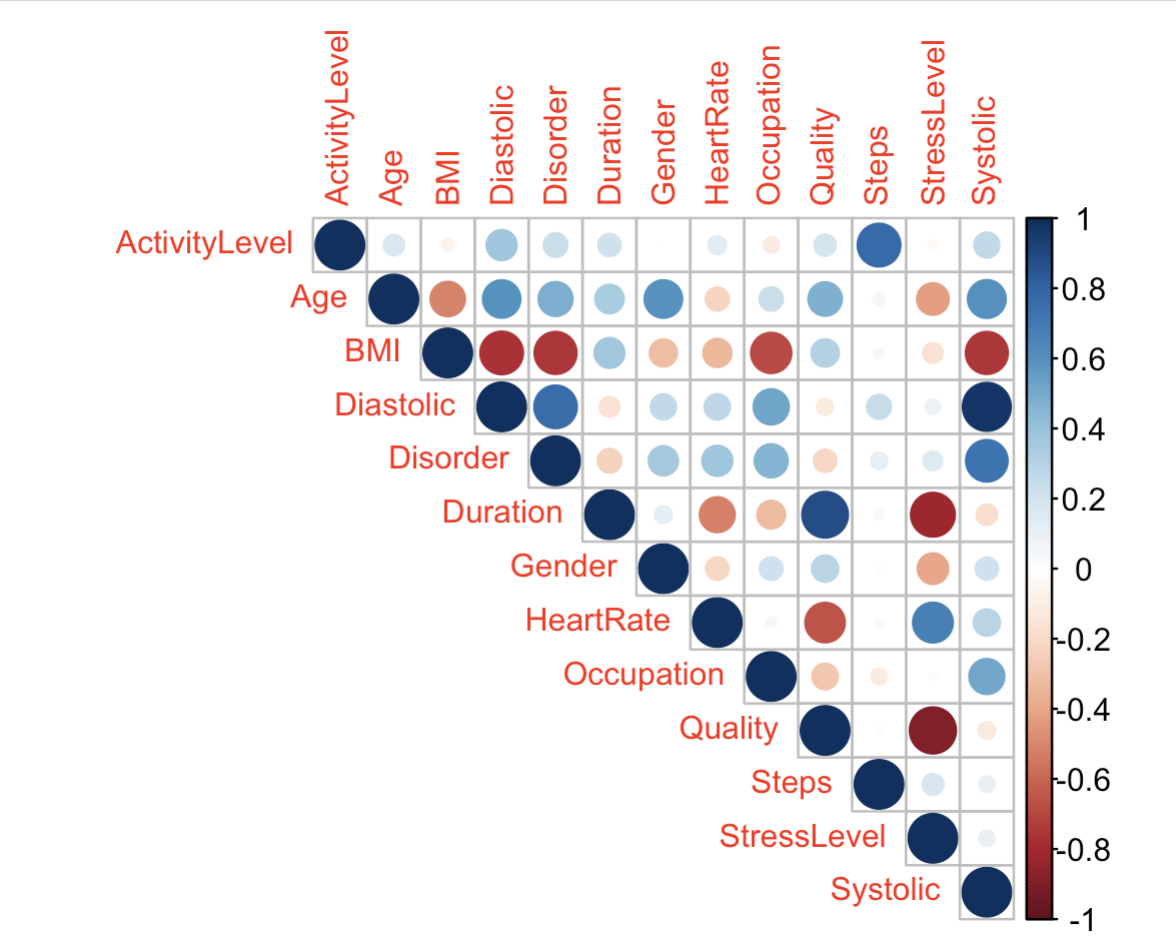 ActivityLevel
Age
BMI
Diastolic
Disorder
Duration
Gender
HeartRate
Occupation
Quality
Steps
StressLevel
Systolic
ActivityLevel
Age
BMI
Diastolic
Disorder
Duration
Gender
HeartRate
Occupation
Quality
Steps
StressLevel
Systolic
1
0.8
0.6
0.4
0.2
0
-0.2
-0.4
-0.6
-0.8
-1